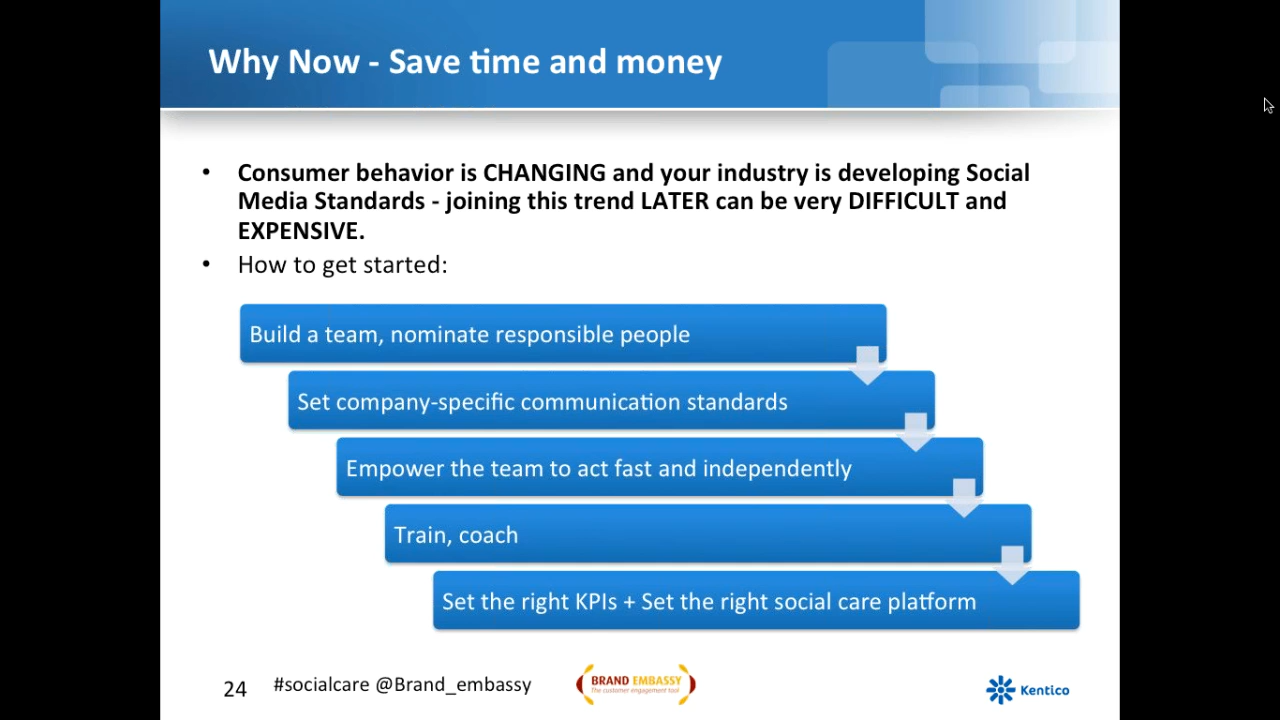 Why Now - Save time and money
• Consumer behavior is CHANGING and your industry is developing Social
Media Standards - joining this trend LATER can be very DIFFICULT and
EXPENSIVE.
• How to get started:
Build a team, nominate responsible people
Set company-specific communication standards
Empower the team to act fast and independently
Train, coach
Set the right KPIs + Set the right social care platform
24 #socialcare @Brand_embassy
BRAND EMBASSY
The customer engagement tool
Kentico